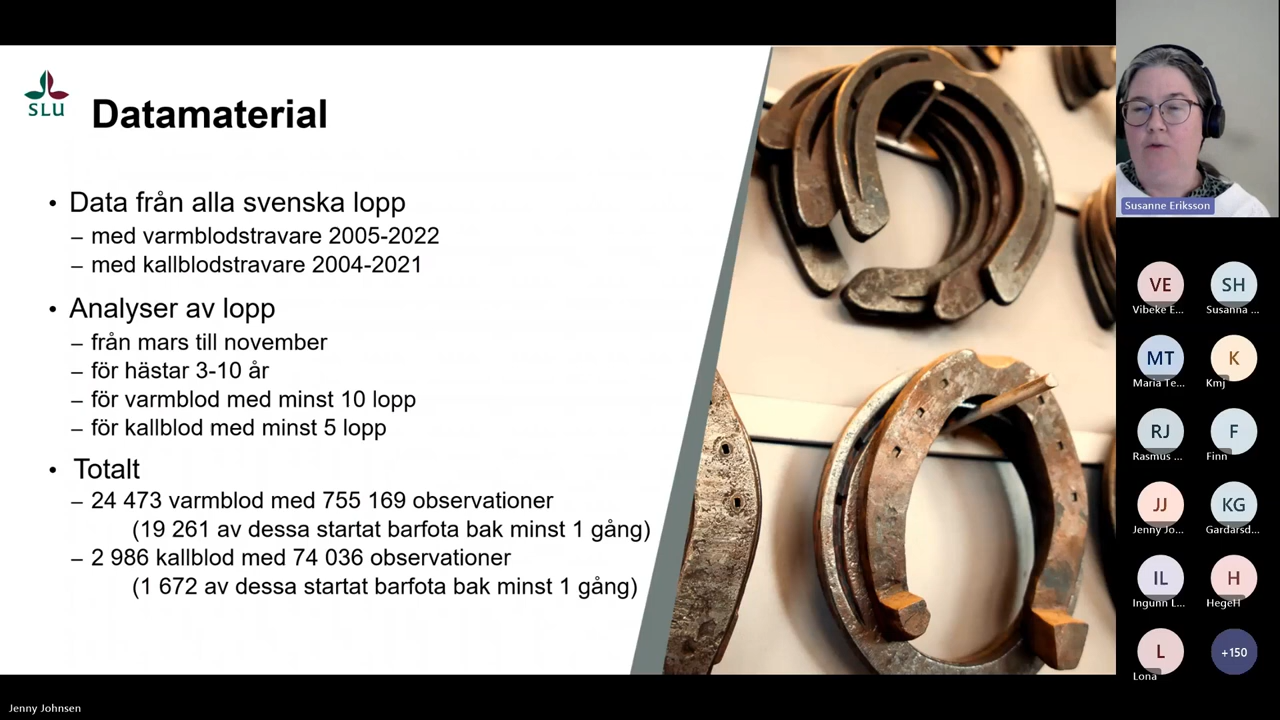 SLU
Datamaterial
• Data från alla svenska lopp
– med varmblodstravare 2005-2022
– med kallblodstravare 2004-2021
• Analyser av lopp
– från mars till november
– för hästar 3-10 år
– för varmblod med minst 10 lopp
– för kallblod med minst 5 lopp
• Totalt
– 24 473 varmblod med 755 169 observationer
(19 261 av dessa startat barfota bak minst 1 gång)
– 2 986 kallblod med 74 036 observationer
(1 672 av dessa startat barfota bak minst 1 gång)
Susanne Eriksson
VE SH
Vibeke E... Susanna ...
MT K
Maria Te... Kmj
RJ F
Rasmus ... Finn
JJ KG
Jenny Jo... Gardarsd...
IL H
Ingunn L... HegeH
L +150
Lona
Jenny Johnsen